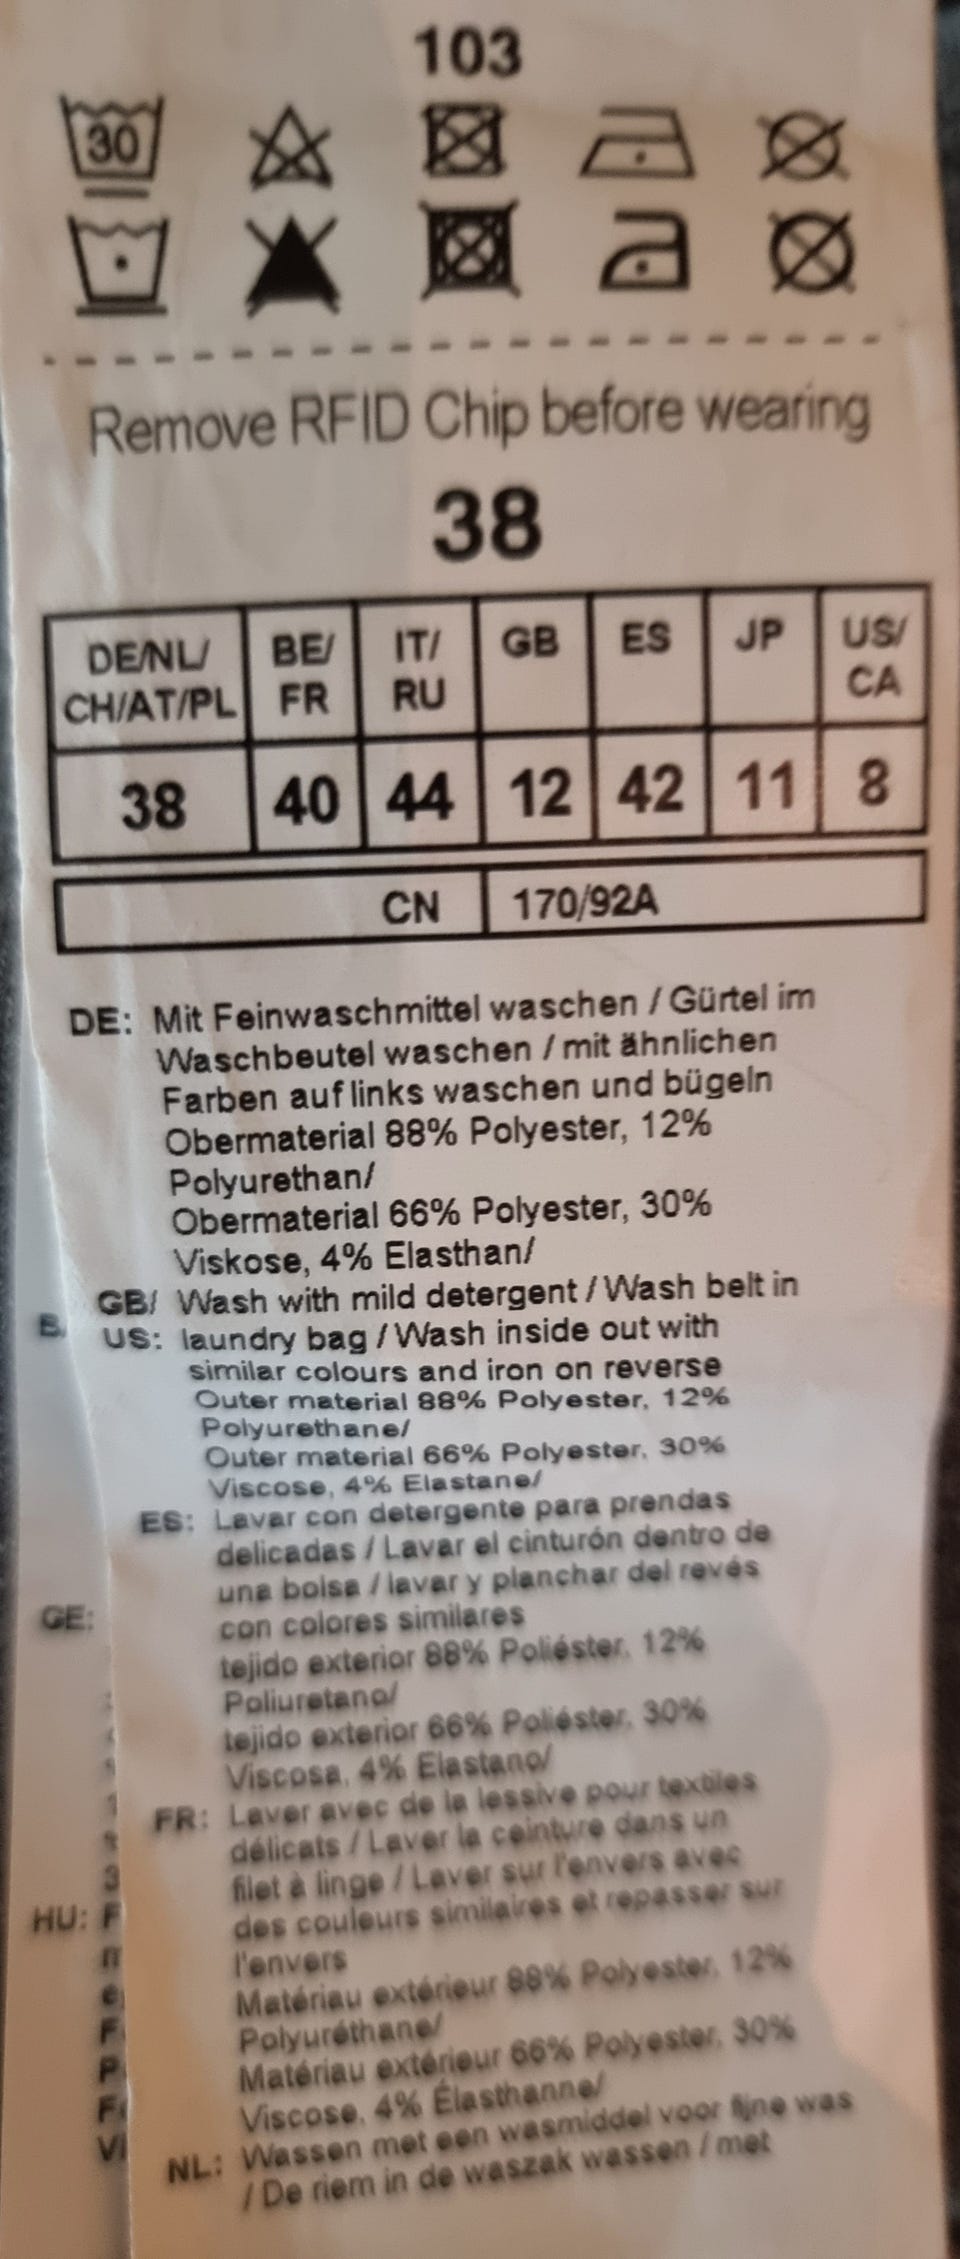 103
30
Remove RFID Chip before wearing
38
DE/NL/ CH/AT/PL BE/ FR IT/ RU GB ES JP US/ CA
38 40 44 12 42 11 8
CN 170/92A
DE: Mit Feinwaschmittel waschen / Gürtel im
Waschbeutel waschen / mit ähnlichen
Farben auf links waschen und bügeln
Obermaterial 88% Polyester, 12%
Polyurethan/
Obermaterial 66% Polyester, 30%
Viskose, 4% Elasthan/
GB/ Wash with mild detergent / Wash belt in
US: laundry bag / Wash inside out with
similar colours and iron on reverse
Outer material 88% Polyester, 12%
Polyurethane/
Outer material 66% Polyester, 30%
Viscose, 4% Elastane/
ES: Lavar con detergente para prendas
delicadas / Lavar el cinturón dentro de
una bolsa / lavar y planchar del revés
con colores similares
tejido exterior 88% Poliéster, 12%
Poliuretano/
tejido exterior 66% Poliéster, 30%
Viscosa, 4% Elastano/
FR: Laver avec de la lessive pour textiles
délicats / Laver la ceinture dans un
filet à linge / Laver sur l'envers avec
des couleurs similaires et repasser sur
l'envers
Matériau extérieur 88% Polyester, 12%
Polyuréthane/
Matériau extérieur 66% Polyester, 30%
Viscose, 4% Élasthanne/
NL: Wassen met een wasmiddel voor fijne was
/ De riem in de waszak wassen / met
GE:
HU: